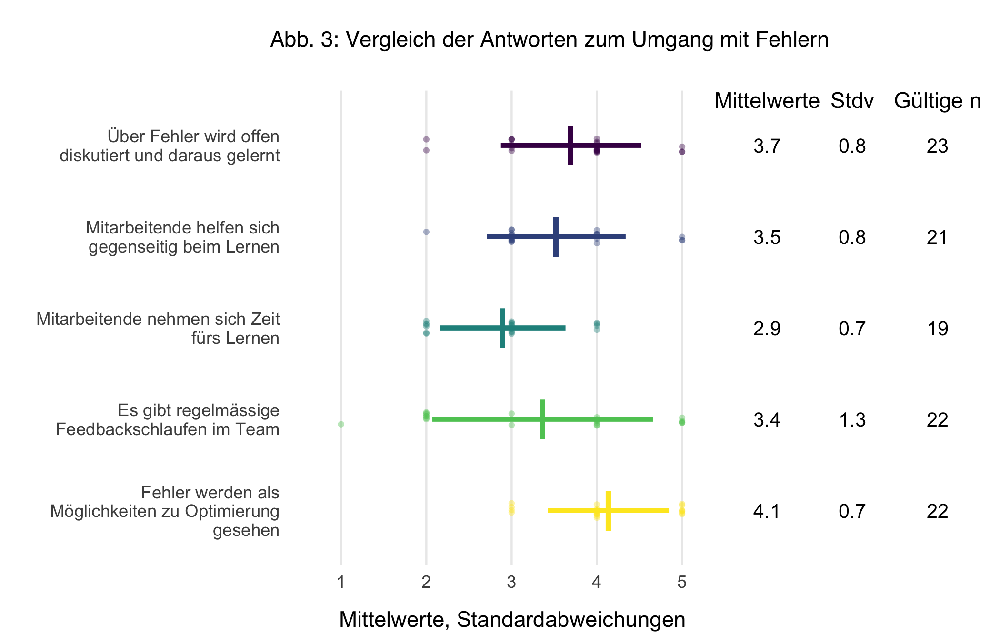 Abb. 3: Vergleich der Antworten zum Umgang mit Fehlern
Mittelwerte Stdv Gültige n
Über Fehler wird offen
diskutiert und daraus gelernt
3.7 0.8 23
Mitarbeitende helfen sich
gegenseitig beim Lernen
3.5 0.8 21
Mitarbeitende nehmen sich Zeit
fürs Lernen
2.9 0.7 19
Es gibt regelmässige
Feedbackschlaufen im Team
3.4 1.3 22
Fehler werden als
Möglichkeiten zu Optimierung
gesehen
4.1 0.7 22
1 2 3 4 5
Mittelwerte, Standardabweichungen